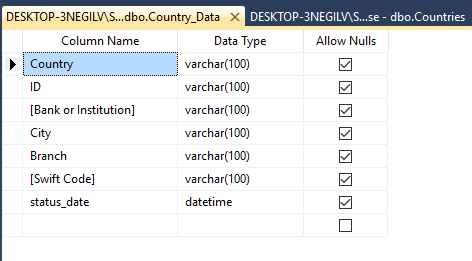 DESKTOP-3NEGILV\S...dbo.Country_Data DESKTOP-3NEGILV\S...se - dbo.Countries
Column Name Data Type Allow Nulls
Country varchar(100)
ID varchar(100)
[Bank or Institution] varchar(100)
City varchar(100)
Branch varchar(100)
[Swift Code] varchar(100)
status_date datetime